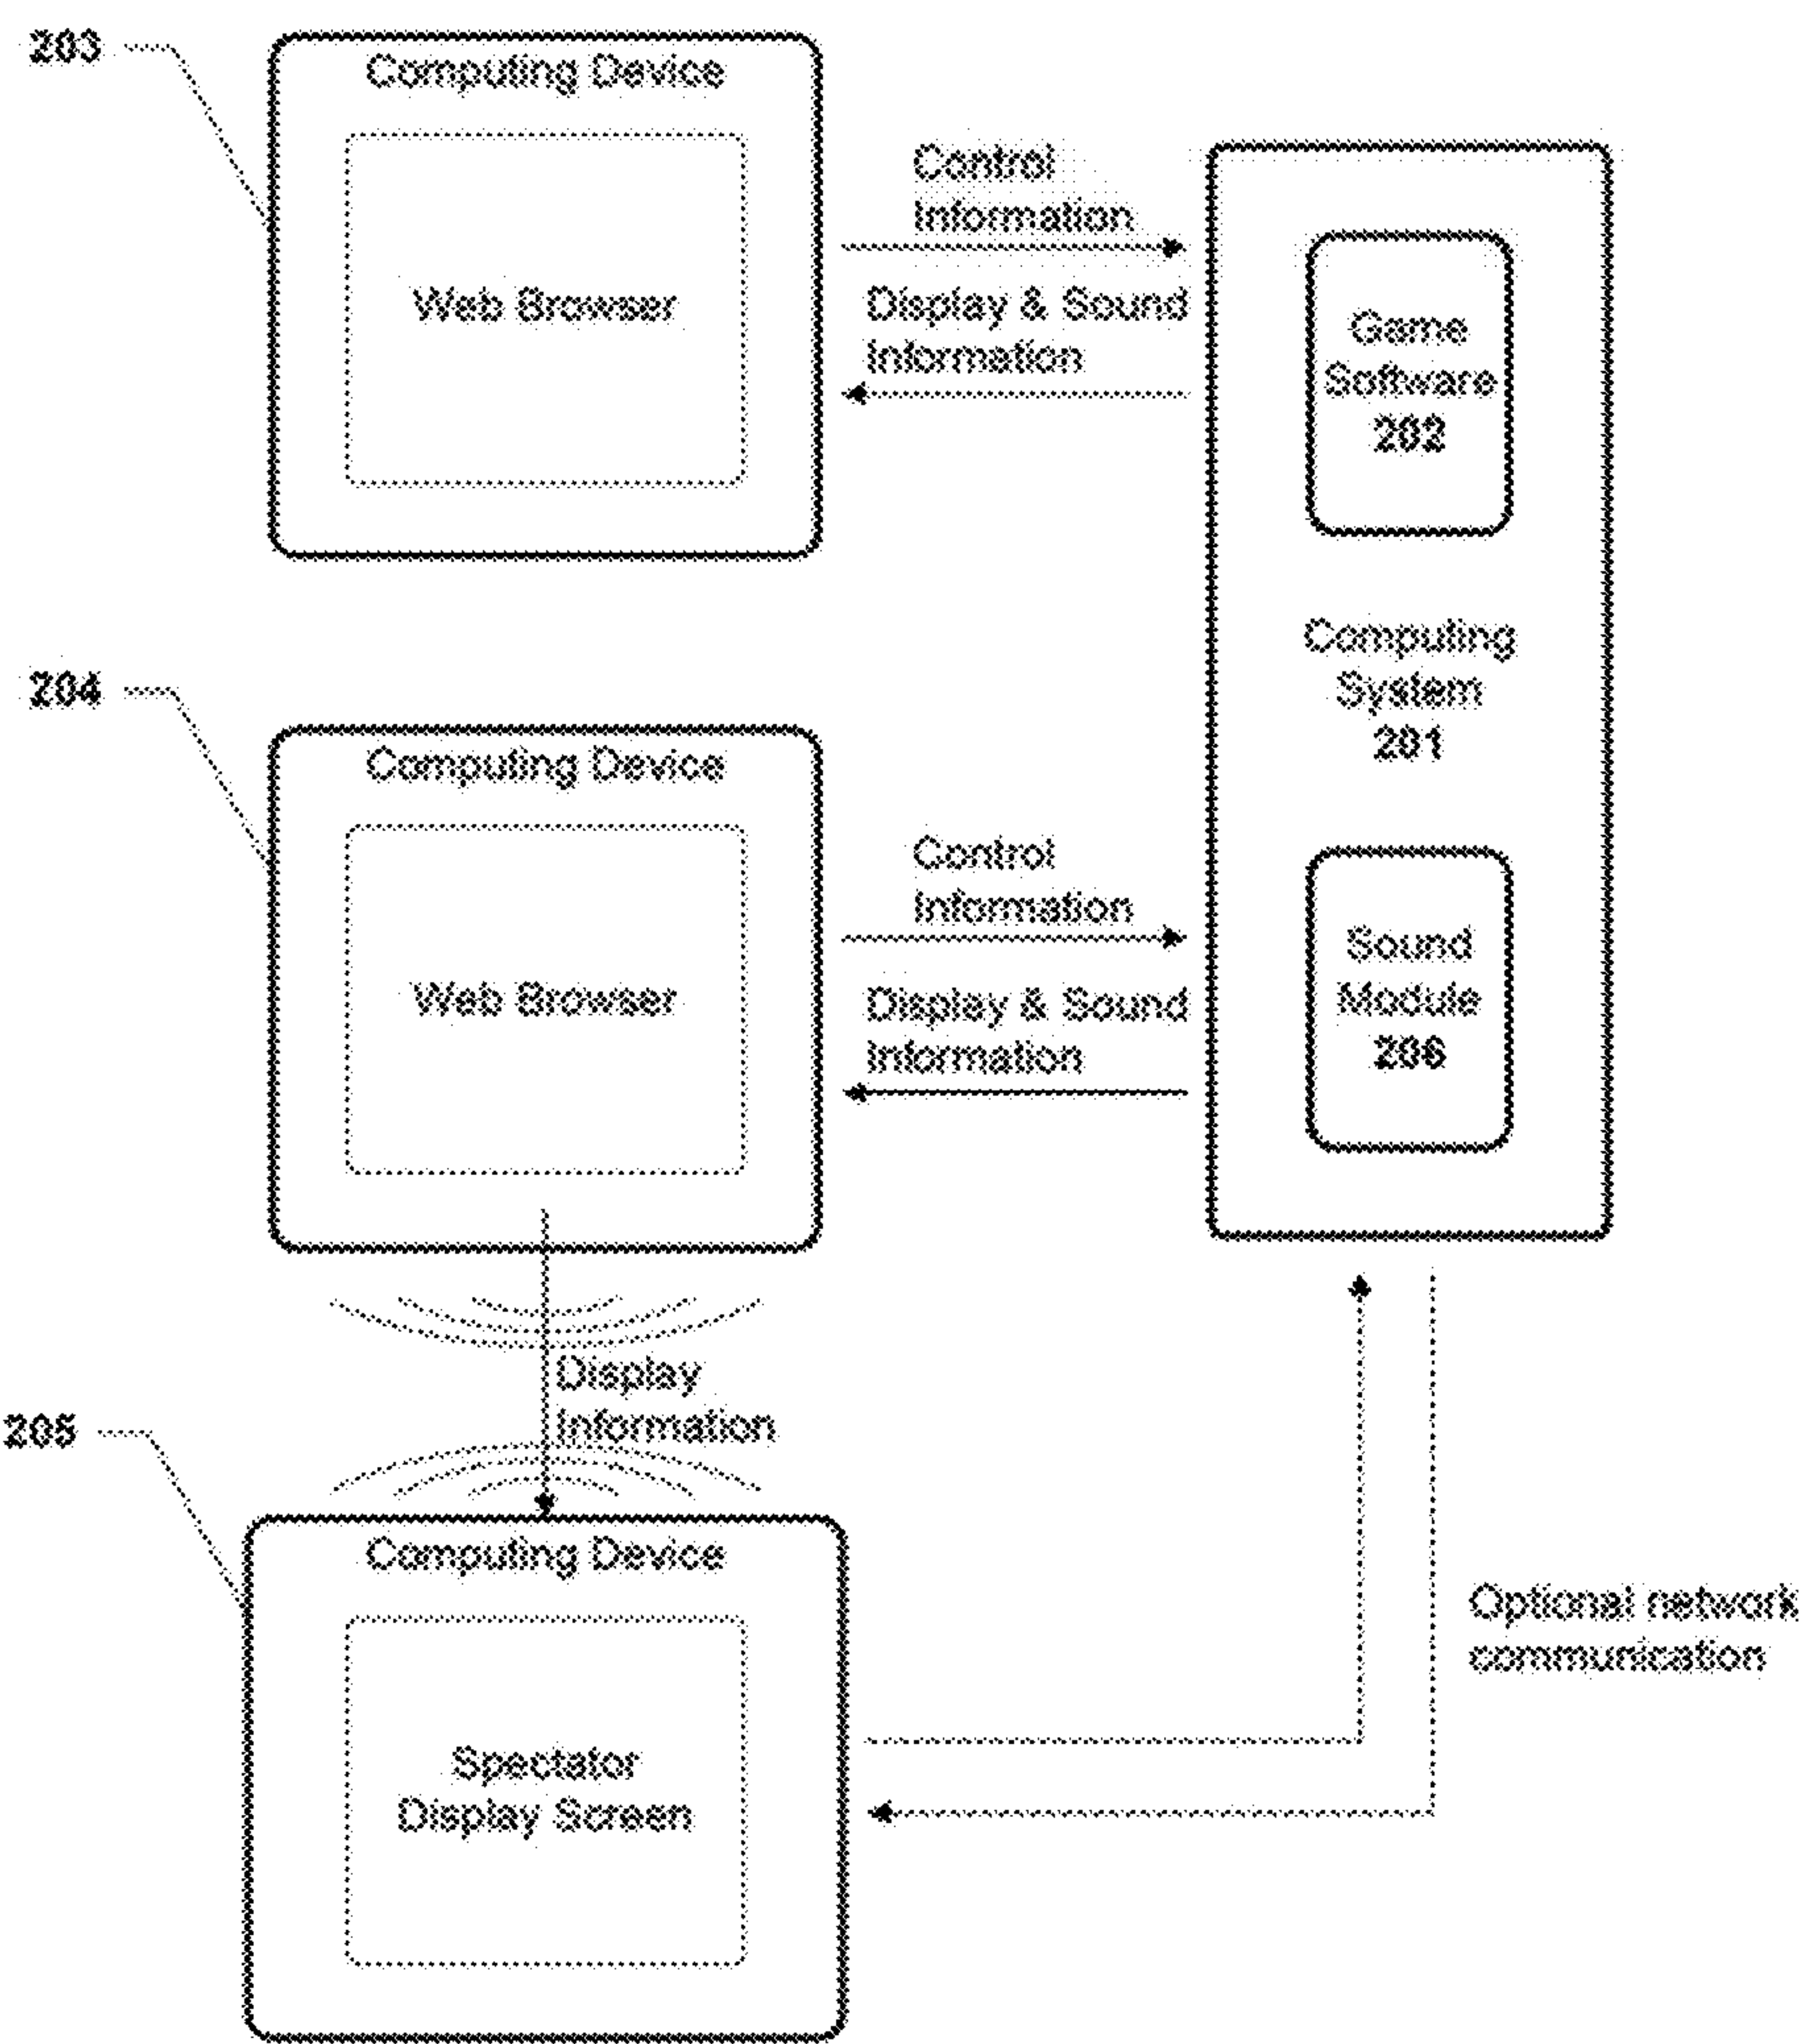 203
Computing Device
Web Browser
Control
Information
Display & Sound
Information
Game
Software
202
Computing
System
201
204
Computing Device
Web Browser
Control
Information
Display & Sound
Information
Sound
Module
206
Display
Information
205
Computing Device
Spectator
Display Screen
Optional network
communication